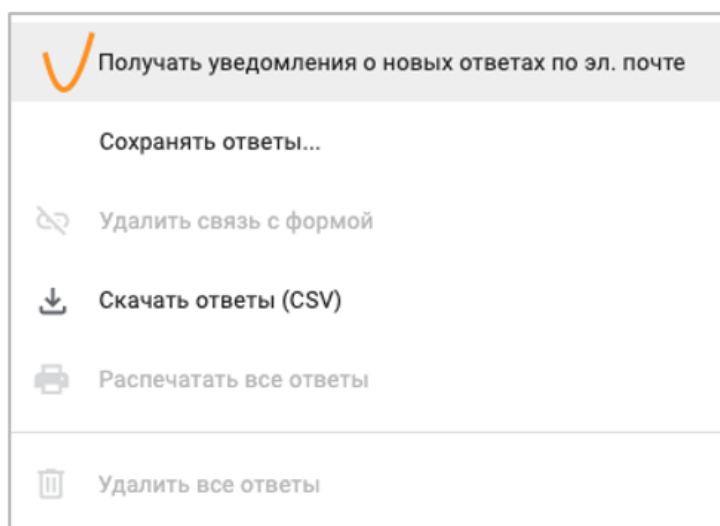 Получать уведомления о новых ответах по эл. почте
Сохранять ответы...
Удалить связь с формой
Скачать ответы (CSV)
Распечатать все ответы
Удалить все ответы